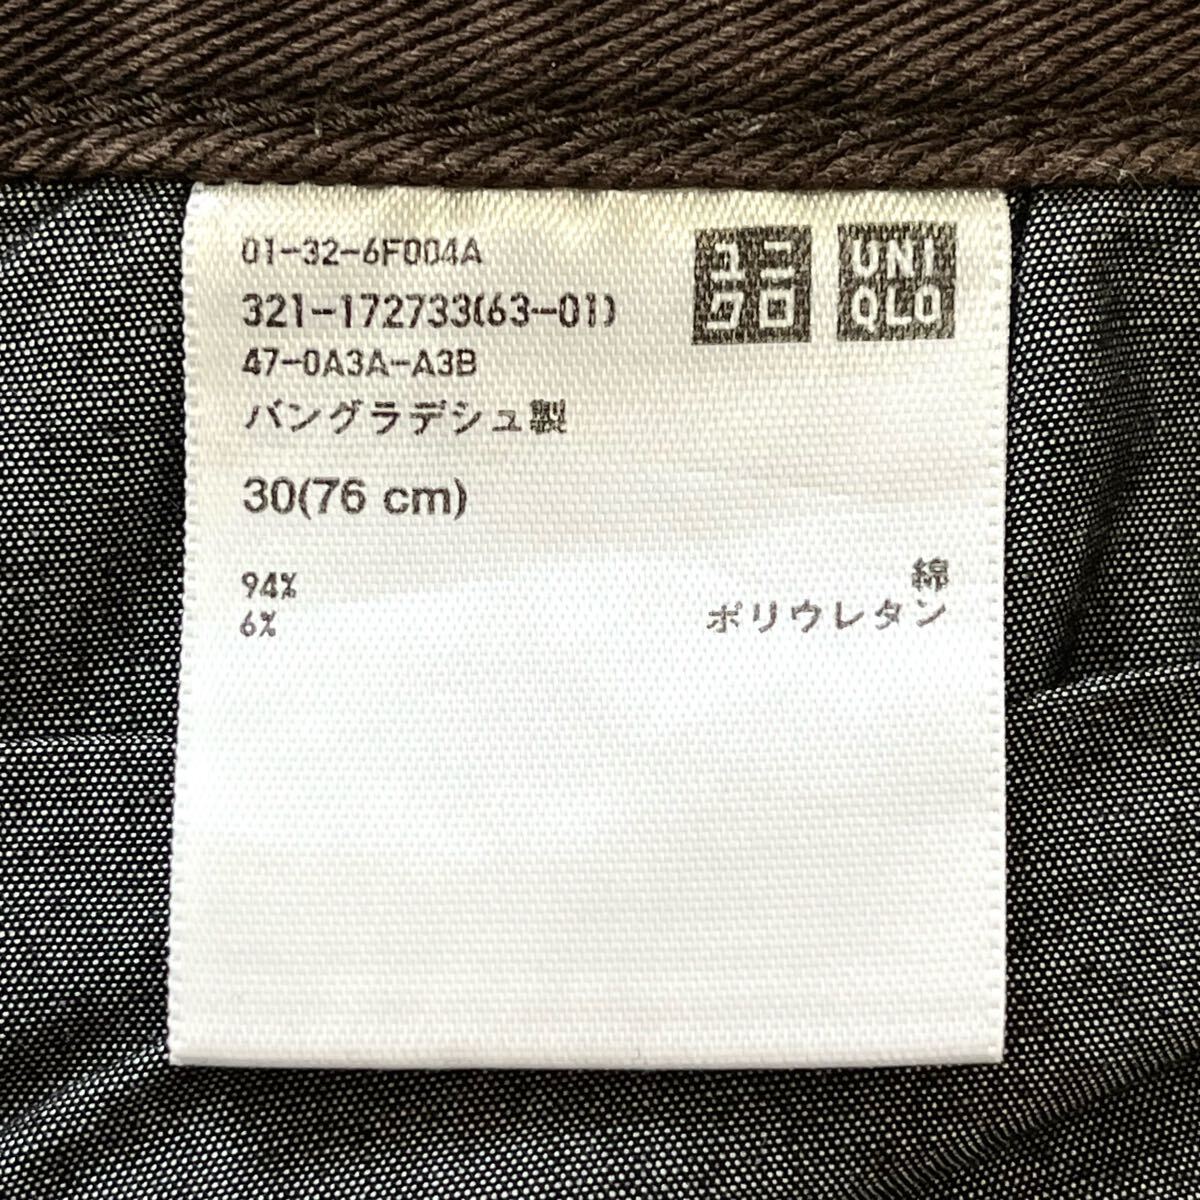 01-32-6F004A
321-172733(63-01)
47-0A3A-A3B
バングラデシュ製
30(76 cm)
94% 綿
6% ポリウレタン
ユニ
クロ
UNI
QLO